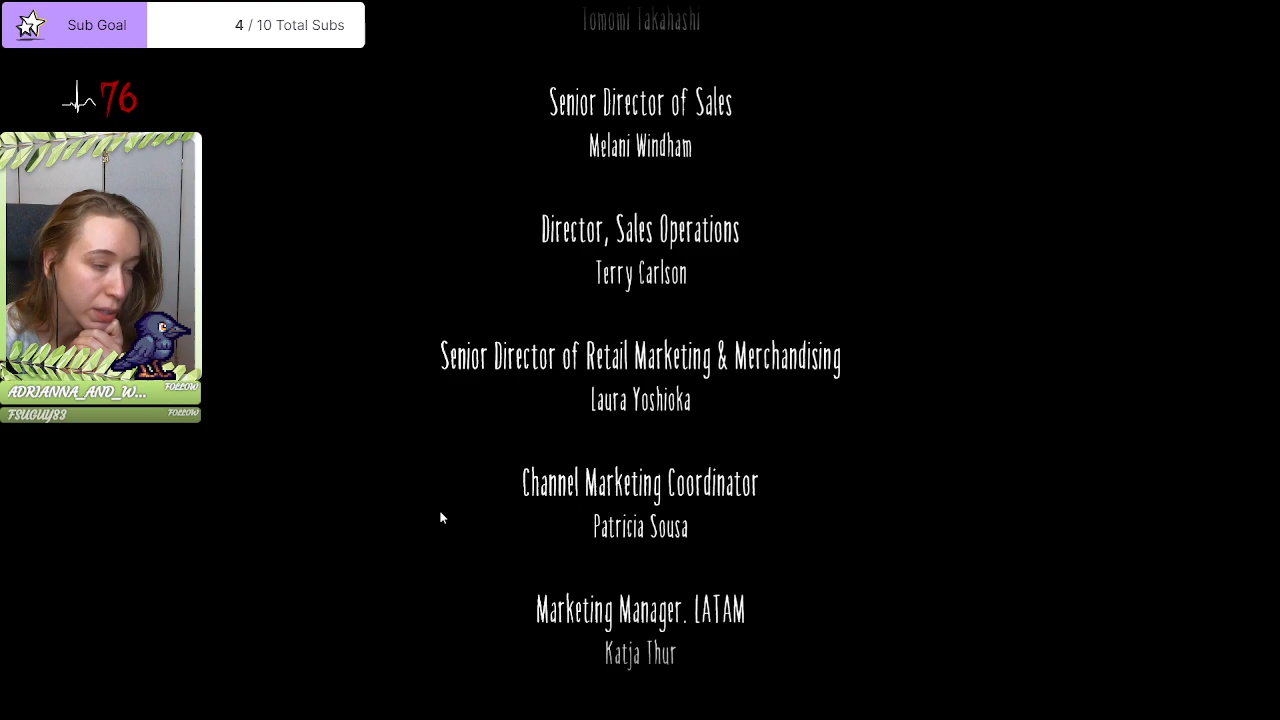 Sub Goal 4 / 10 Total Subs
76
ADRIANNA_AND_W... FOLLOW
FSUGUY83 FOLLOW
Tomomi Takahashi
Senior Director of Sales
Melani Windham
Director, Sales Operations
Terry Carlson
Senior Director of Retail Marketing & Merchandising
Laura Yoshioka
Channel Marketing Coordinator
Patricia Sousa
Marketing Manager. LATAM
Katja Thur